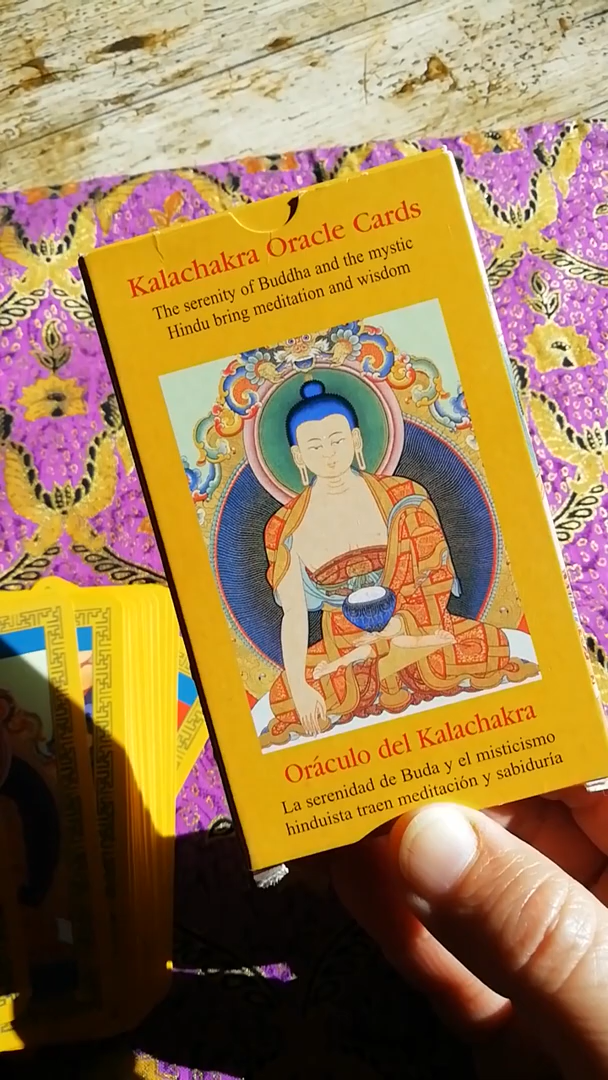 Kalachakra Oracle Cards
The serenity of Buddha and the mystic
Hindu bring meditation and wisdom
Oráculo del Kalachakra
La serenidad de Buda y el misticismo
hinduista traen meditación y sabiduría